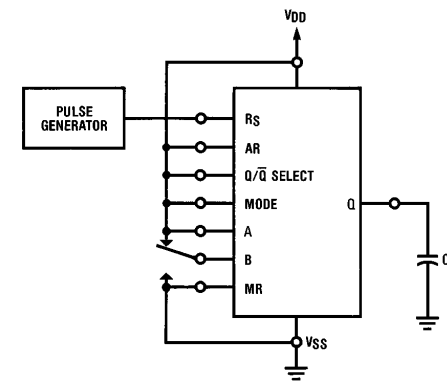 VDD
PULSE
GENERATOR
RS
AR
Q/Q̅ SELECT
MODE
Q
A
B
MR
VSS